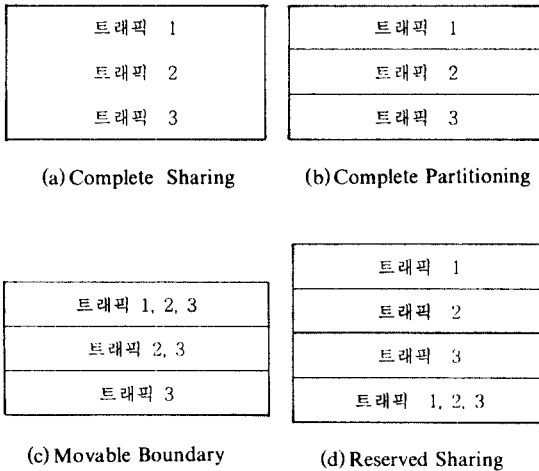 트래픽 1
트래픽 2
트래픽 3
(a) Complete Sharing
트래픽 1
트래픽 2
트래픽 3
(b) Complete Partitioning
트래픽 1, 2, 3
트래픽 2, 3
트래픽 3
(c) Movable Boundary
트래픽 1
트래픽 2
트래픽 3
트래픽 1, 2, 3
(d) Reserved Sharing